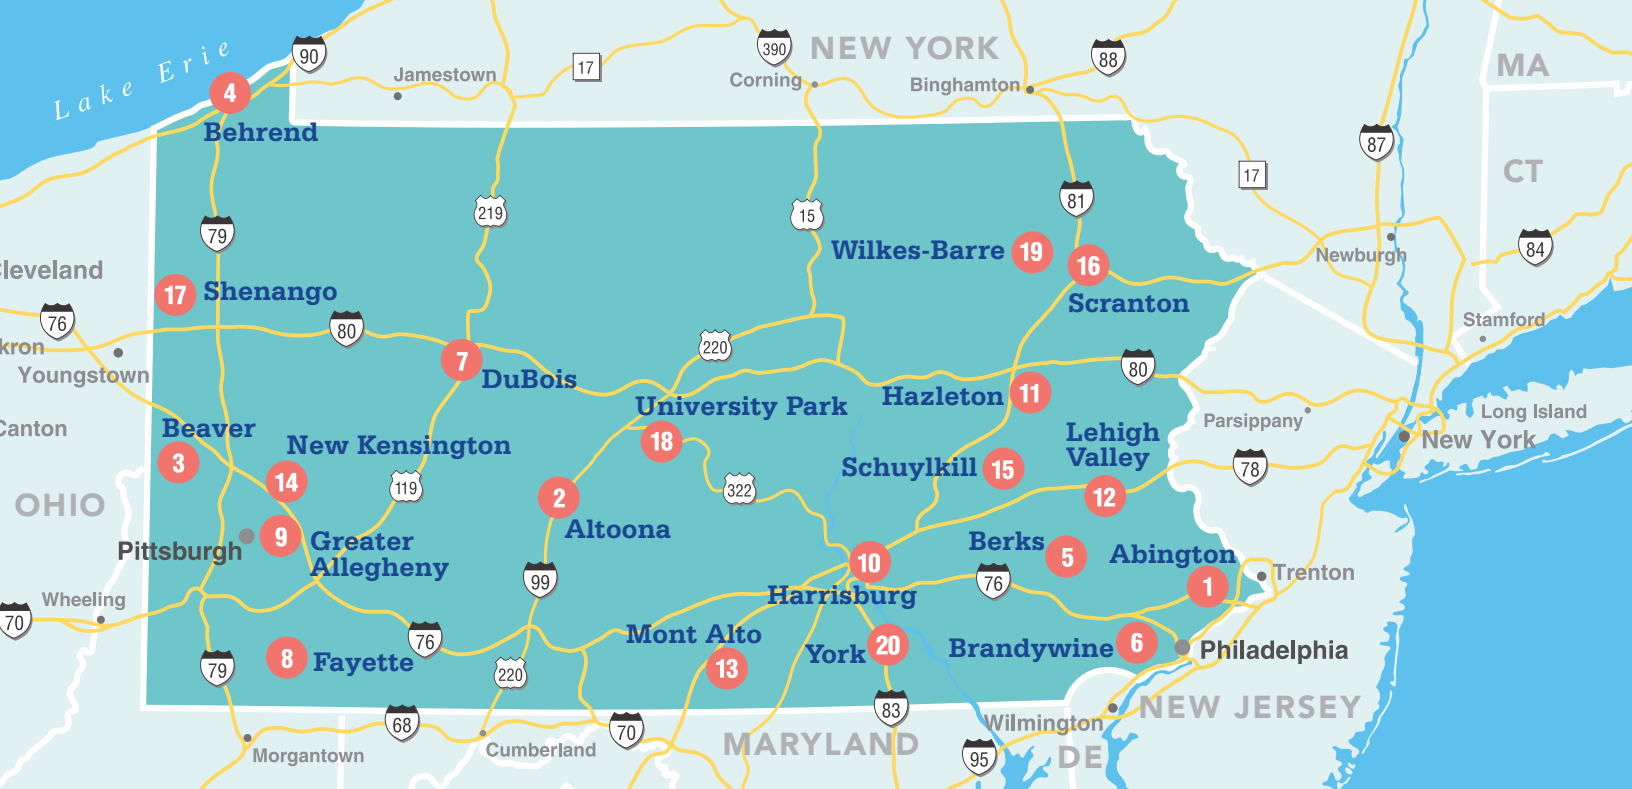 Lake Erie
90
4
Behrend
Jamestown
17
390
NEW YORK
Corning
Binghamton
88
MA
87
CT
17
79
219
15
81
Wilkes-Barre
19
16
Scranton
Newburgh
84
Cleveland
17
Shenango
76
80
kron
Youngstown
7
DuBois
220
80
Stamford
Canton
Beaver
3
New Kensington
14
University Park
18
Hazleton
11
Parsippany
Long Island
New York
OHIO
119
2
Altoona
322
Schuylkill
15
Lehigh
Valley
12
78
Pittsburgh
9
Greater
Allegheny
99
10
Harrisburg
76
Berks
5
Abington
1
Trenton
Wheeling
70
79
8
Fayette
76
220
Mont Alto
13
York
20
Brandywine
6
Philadelphia
NEW JERSEY
68
Morgantown
Cumberland
70
MARYLAND
83
Wilmington
95
DE